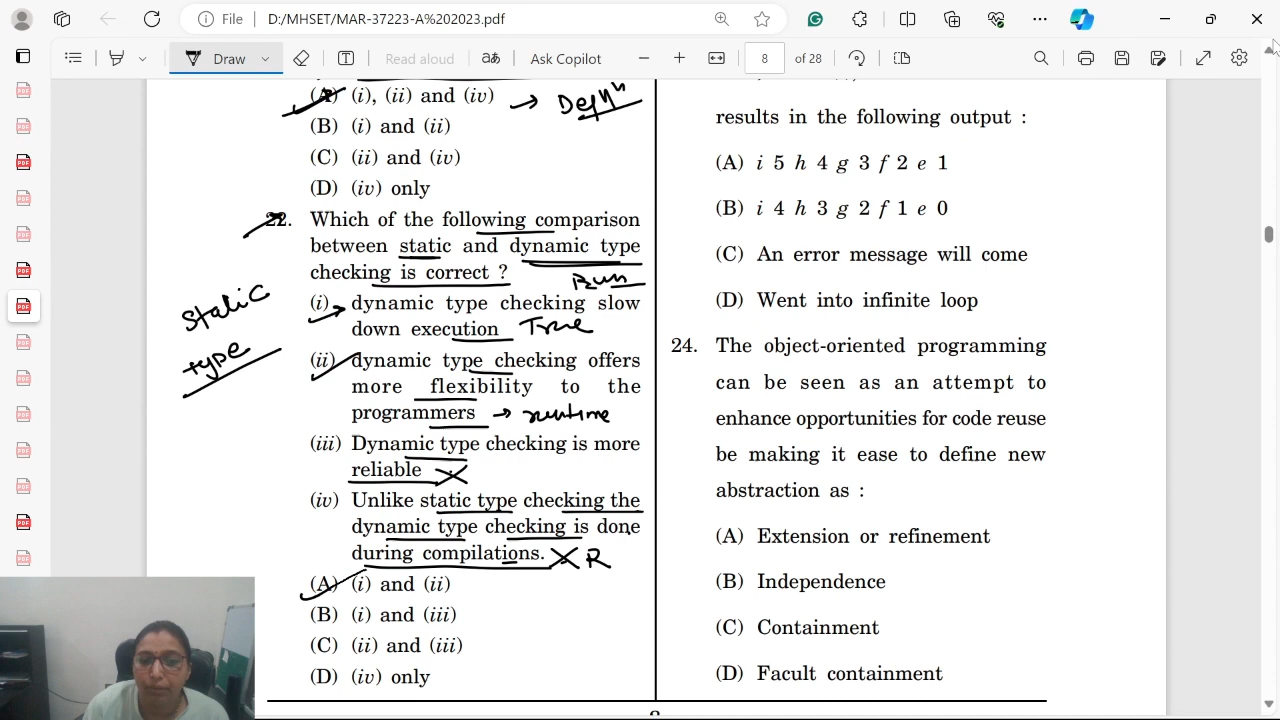 File
D:/MHSET/MAR-37223-A%202023.pdf
Draw
Read aloud
Ask Copilot
8
of 28
(A) (i), (ii) and (iv) → Defⁿ
(B) (i) and (ii)
(C) (ii) and (iv)
(D) (iv) only
22. Which of the following comparison
between static and dynamic type
checking is correct ?
Run
(i) dynamic type checking slow
down execution True
(ii) dynamic type checking offers
more flexibility to the
programmers → runtime
(iii) Dynamic type checking is more
reliable X
(iv) Unlike static type checking the
dynamic type checking is done
during compilations. X R
(A) (i) and (ii)
(B) (i) and (iii)
(C) (ii) and (iii)
(D) (iv) only
static
type
results in the following output :
(A) i 5 h 4 g 3 f 2 e 1
(B) i 4 h 3 g 2 f 1 e 0
(C) An error message will come
(D) Went into infinite loop
24. The object-oriented programming
can be seen as an attempt to
enhance opportunities for code reuse
be making it ease to define new
abstraction as :
(A) Extension or refinement
(B) Independence
(C) Containment
(D) Facult containment